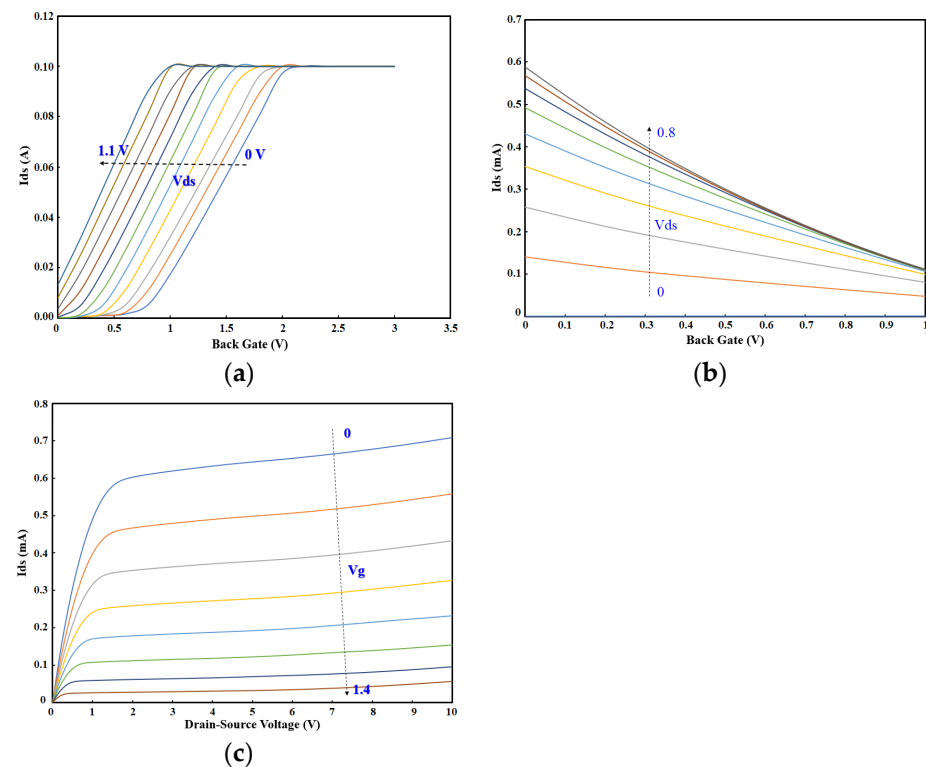 0.12
0.10
0.08
0.06
0.04
0.02
0.00
Ids (A)
1.1 V
0 V
Vds
0 0.5 1 1.5 2 2.5 3 3.5
Back Gate (V)
(a)
0.7
0.6
0.5
0.4
0.3
0.2
0.1
0
Ids (mA)
0.8
Vds
0
0 0.1 0.2 0.3 0.4 0.5 0.6 0.7 0.8 0.9 1
Back Gate (V)
(b)
0.8
0.7
0.6
0.5
0.4
0.3
0.2
0.1
0
Ids (mA)
0
Vg
1.4
0 1 2 3 4 5 6 7 8 9 10
Drain-Source Voltage (V)
(c)